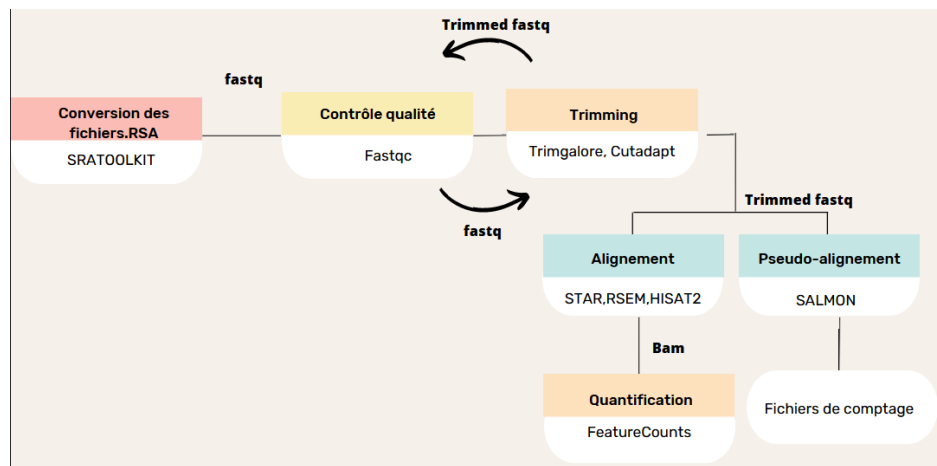 Trimmed fastq
fastq
Conversion des
fichiers.RSA
SRATOOLKIT
Contrôle qualité
Fastqc
Trimming
Trimgalore, Cutadapt
fastq
Trimmed fastq
Alignement
STAR,RSEM,HISAT2
Pseudo-alignement
SALMON
Bam
Quantification
FeatureCounts
Fichiers de comptage